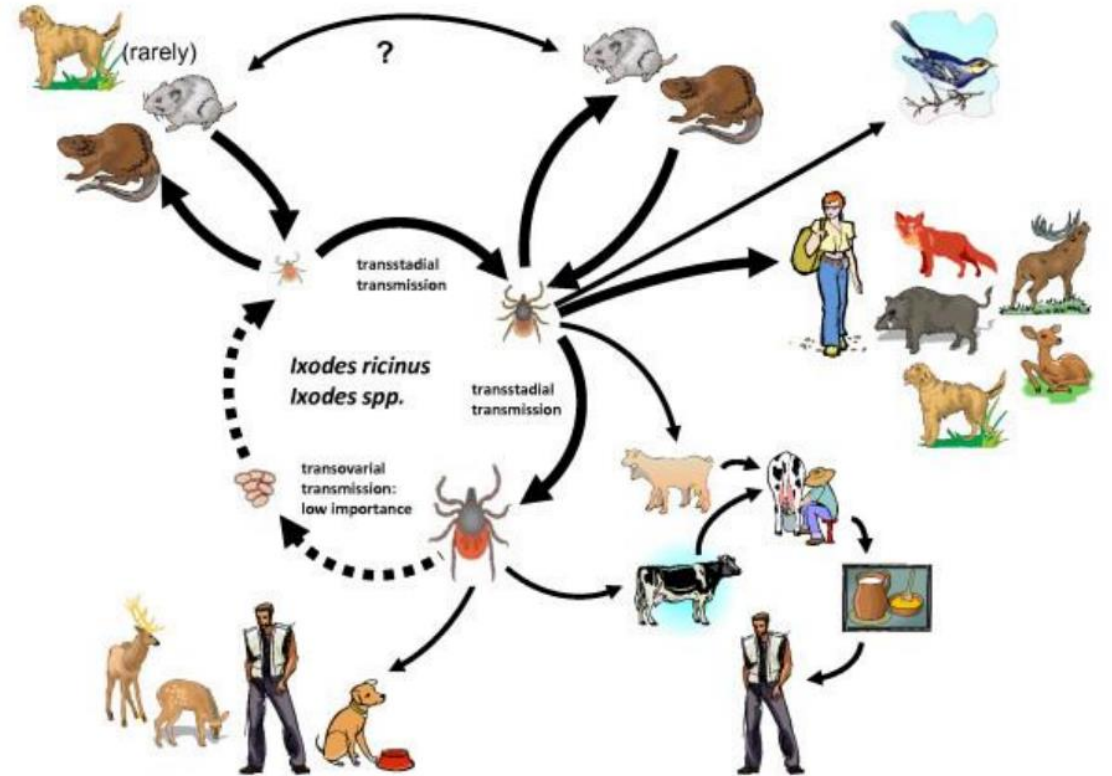 (rarely)
?
transstadial
transmission
Ixodes ricinus
Ixodes spp.
transstadial
transmission
transovarial
transmission:
low importance